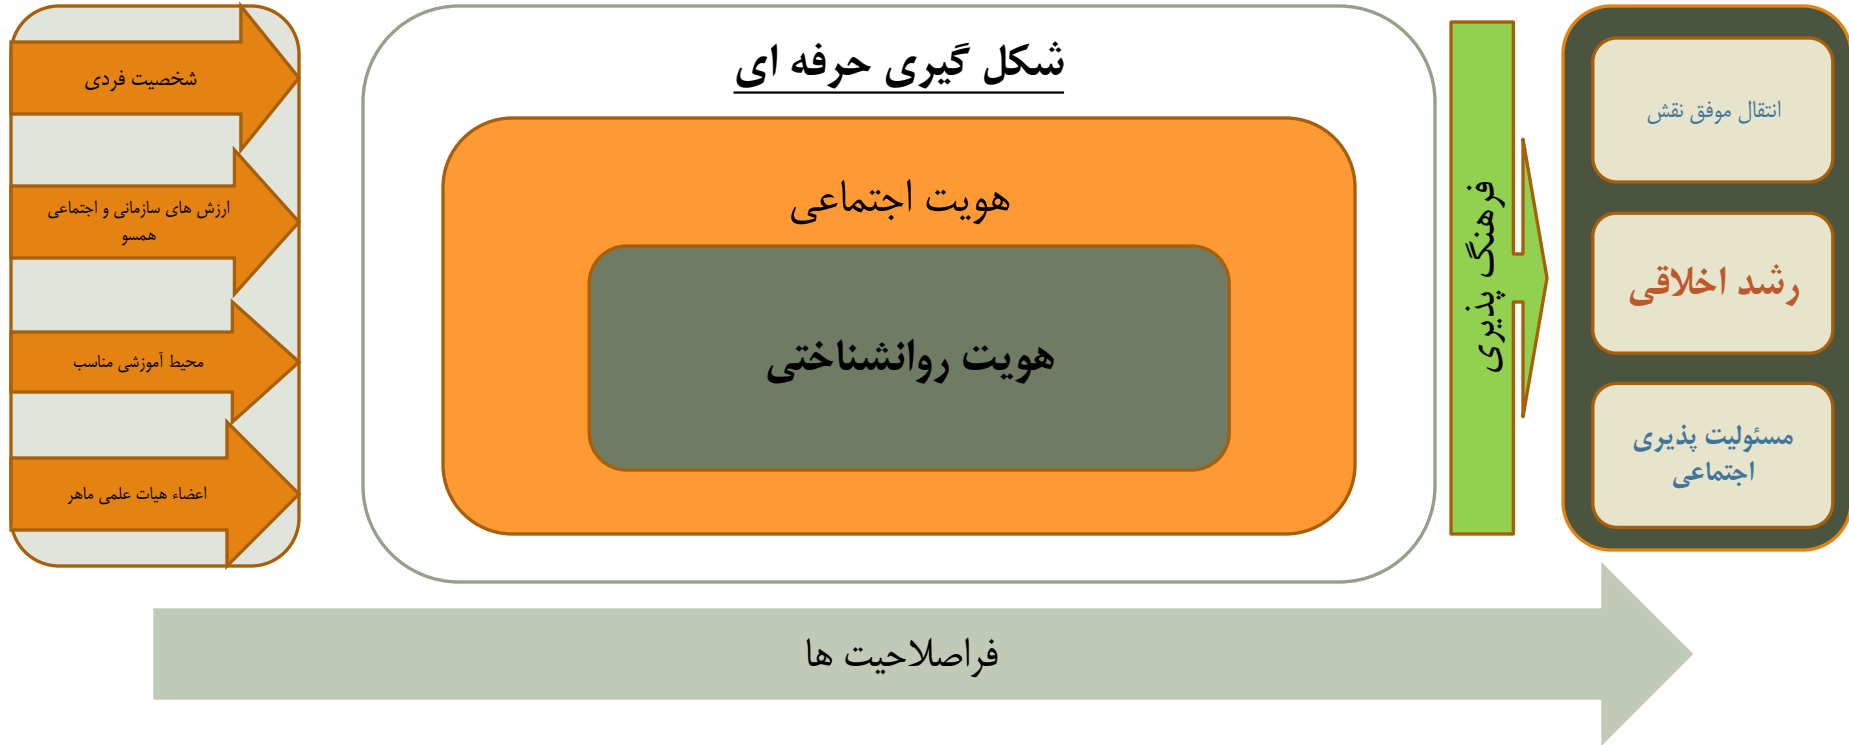 شکل گیری حرفه ای
هویت اجتماعی
هویت روانشناختی
شخصیت فردی
ارزش های سازمانی و اجتماعی
همسو
محیط آموزشی مناسب
اعضاء هیات علمی ماهر
فرهنگ پذیری
انتقال موفق نقش
رشد اخلاقی
مسئولیت پذیری
اجتماعی
فراصلاحیت ها